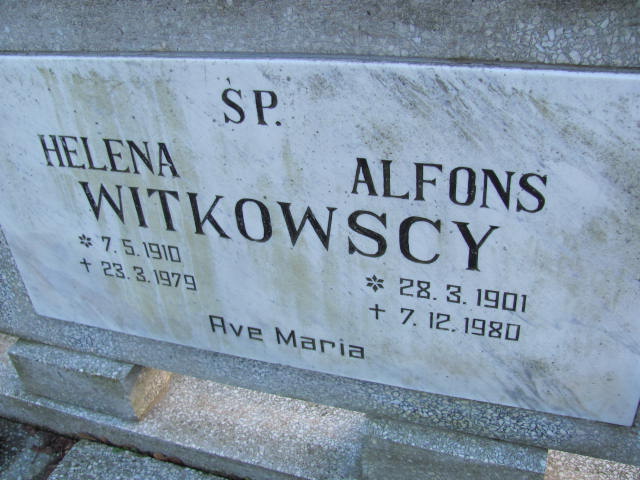 ŚP.
HELENA ALFONS
WITKOWSCY
* 7.5.1910 * 28.3.1901
+ 23.3.1979 + 7.12.1980
Ave Maria